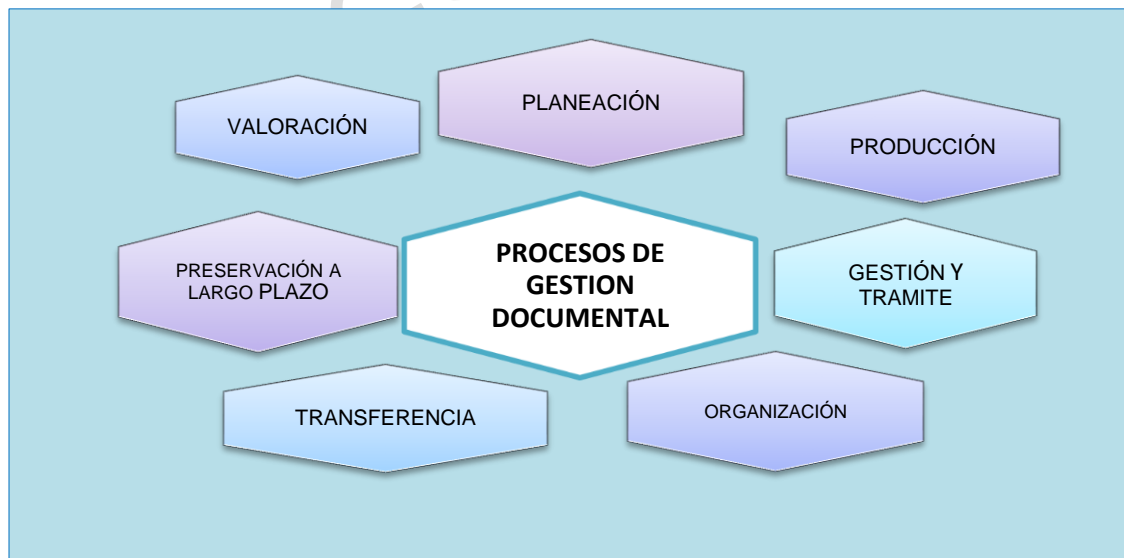 PLANEACIÓN
VALORACIÓN
PRODUCCIÓN
PROCESOS DE
GESTION
DOCUMENTAL
PRESERVACIÓN A
LARGO PLAZO
GESTIÓN Y
TRAMITE
TRANSFERENCIA
ORGANIZACIÓN